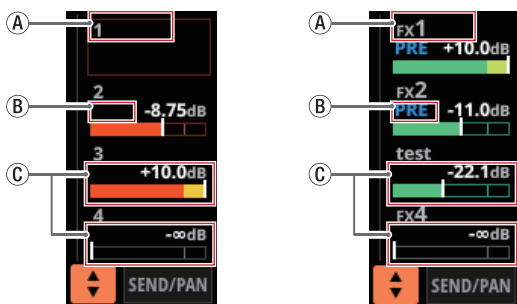 A
1
B
2
-8.75dB
C
3
+10.0dB
4
-∞dB
SEND/PAN
A
FX1
PRE +10.0dB
B
FX2
PRE -11.0dB
C
test
-22.1dB
FX4
-∞dB
SEND/PAN